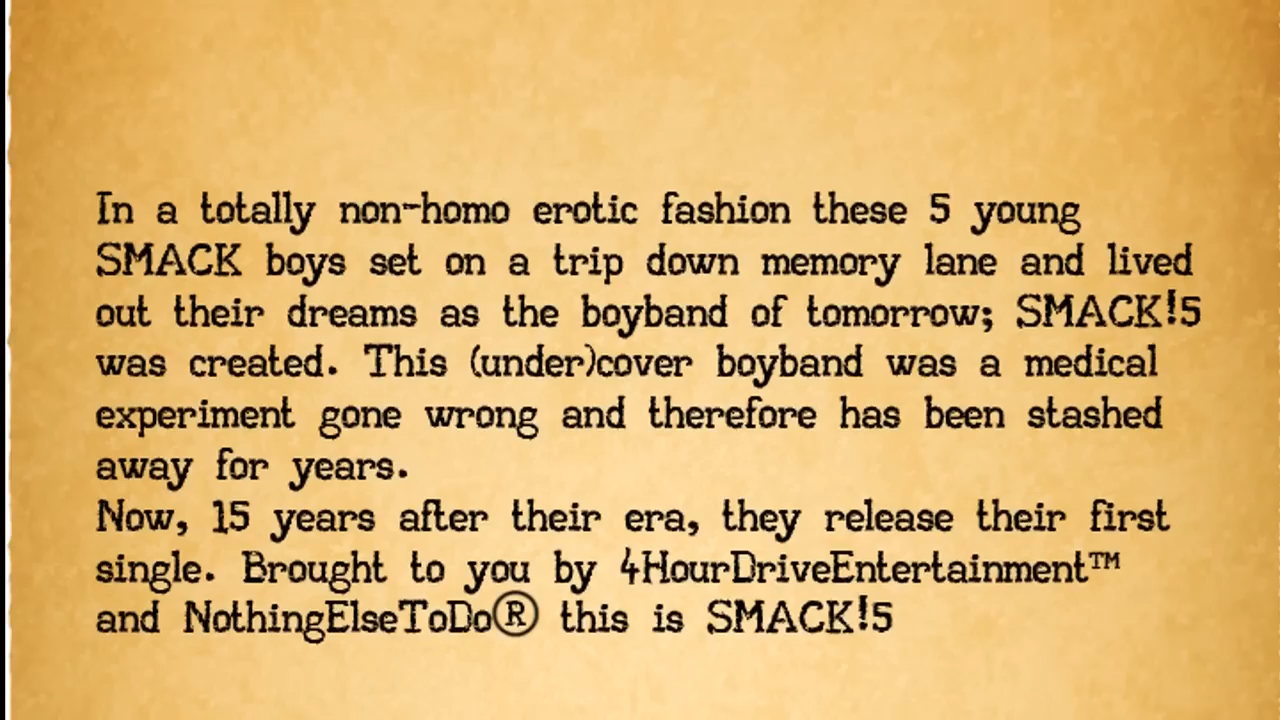 In a totally non-homo erotic fashion these 5 young
SMACK boys set on a trip down memory lane and lived
out their dreams as the boyband of tomorrow; SMACK!5
was created. This (under)cover boyband was a medical
experiment gone wrong and therefore has been stashed
away for years.
Now, 15 years after their era, they release their first
single. Brought to you by 4HourDriveEntertainment™
and NothingElseToDo® this is SMACK!5